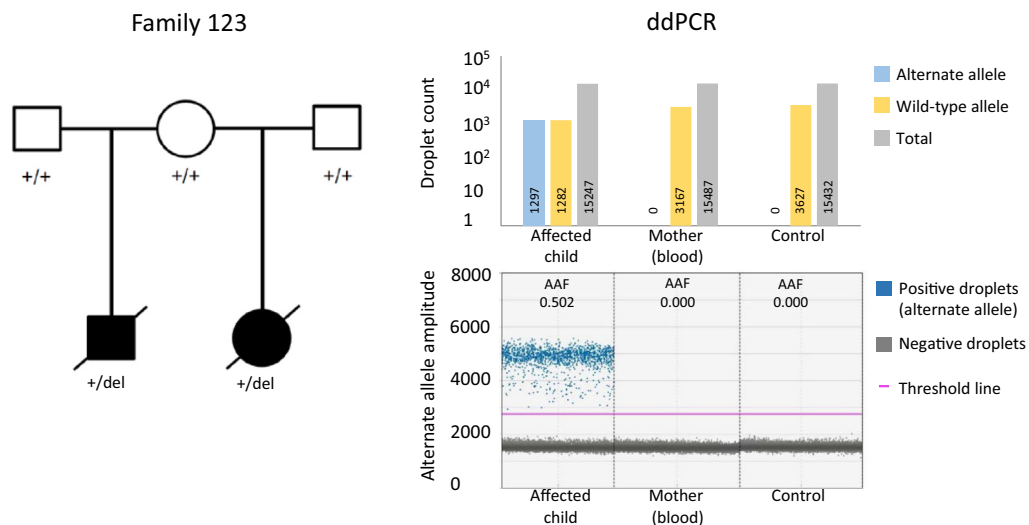 Family 123
+/+
+/+
+/+
+/del
+/del
ddPCR
Droplet count
10⁵
10⁴
10³
10²
10
1
1297
1282
15247
0
3167
15487
0
3627
15432
Affected
child
Mother
(blood)
Control
Alternate allele
Wild-type allele
Total
Alternate allele amplitude
8000
6000
4000
2000
0
AAF
0.502
AAF
0.000
AAF
0.000
Affected
child
Mother
(blood)
Control
Positive droplets
(alternate allele)
Negative droplets
Threshold line